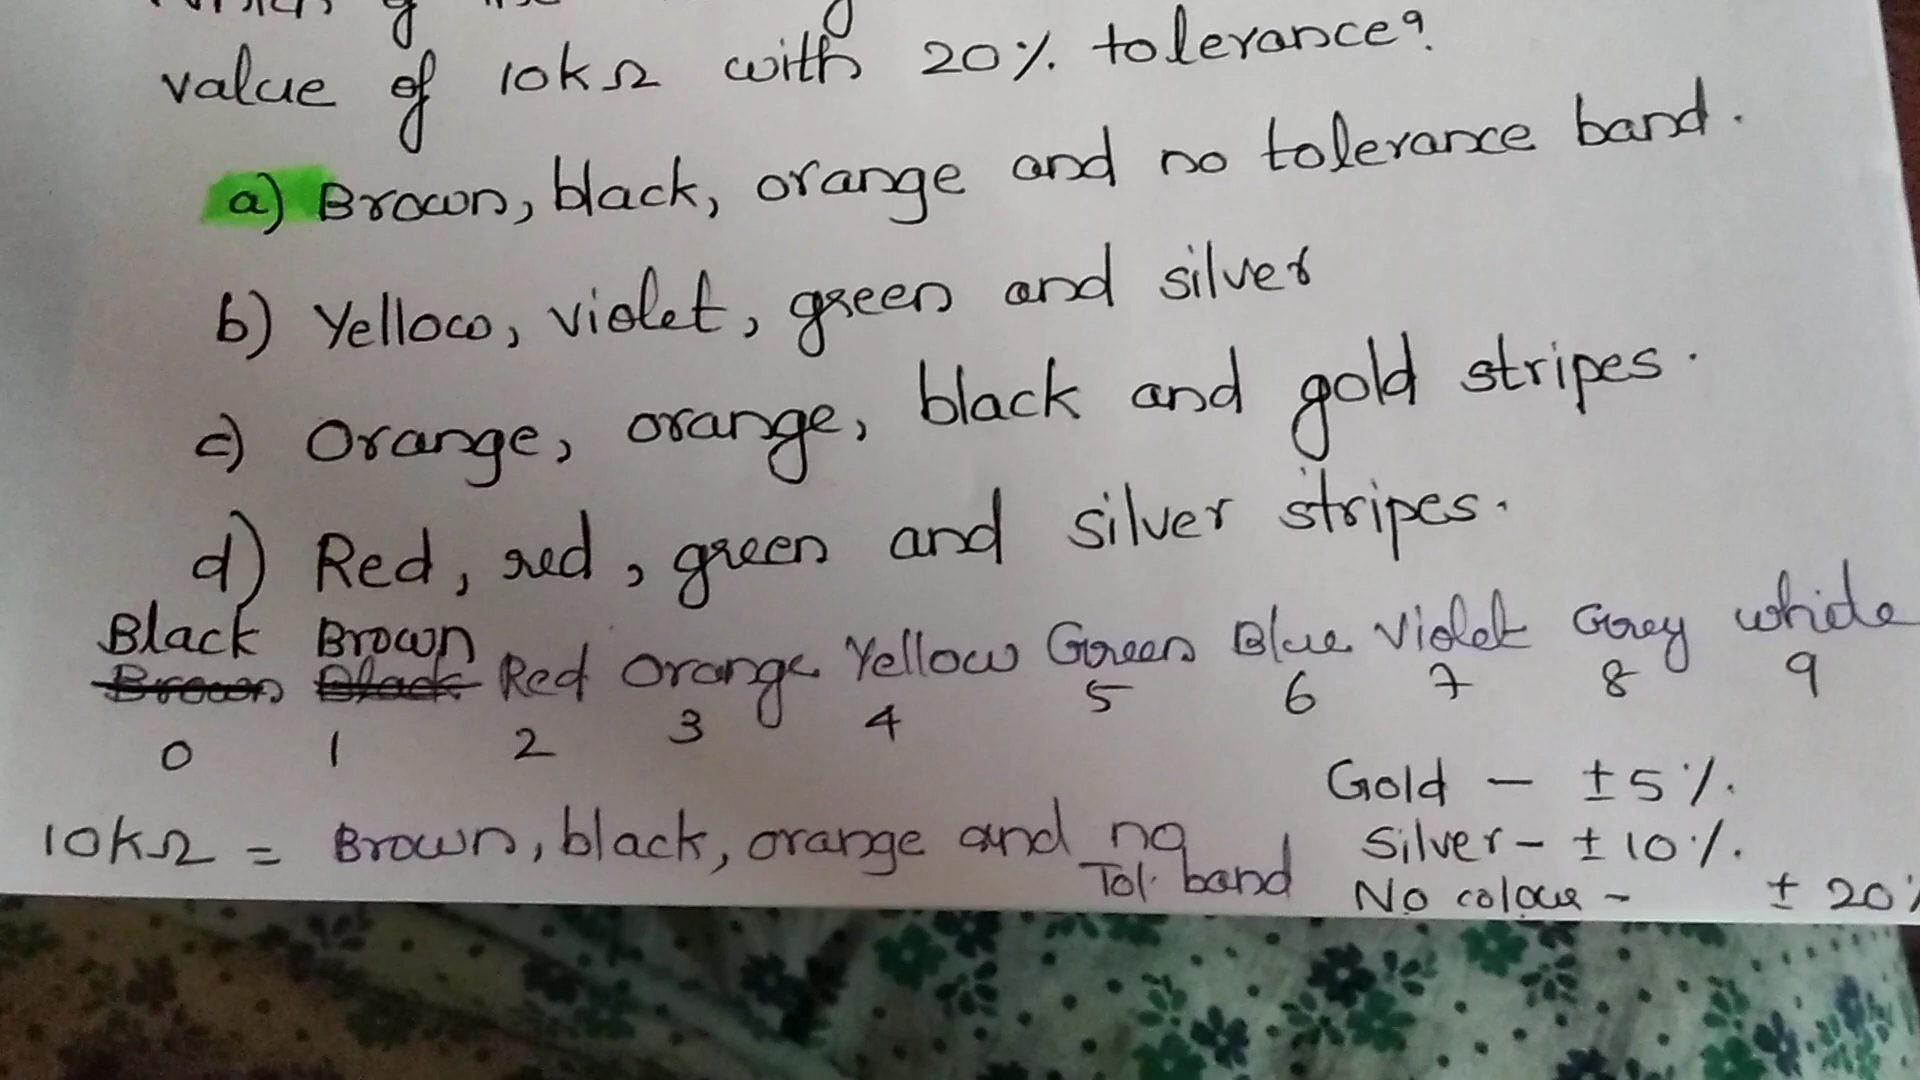 value of 10kΩ with 20% tolerance?
a) Brown, black, orange and no tolerance band.
b) Yellow, violet, green and silver
c) Orange, orange, black and gold stripes.
d) Red, red, green and silver stripes.
Black Brown
Brown Black Red Orange Yellow Green Blue Violet Grey white
0 1 2 3 4 5 6 7 8 9
Gold - ±5%.
10kΩ = Brown, black, orange and no Tol. band
Silver - ±10%.
No colour - ± 20%